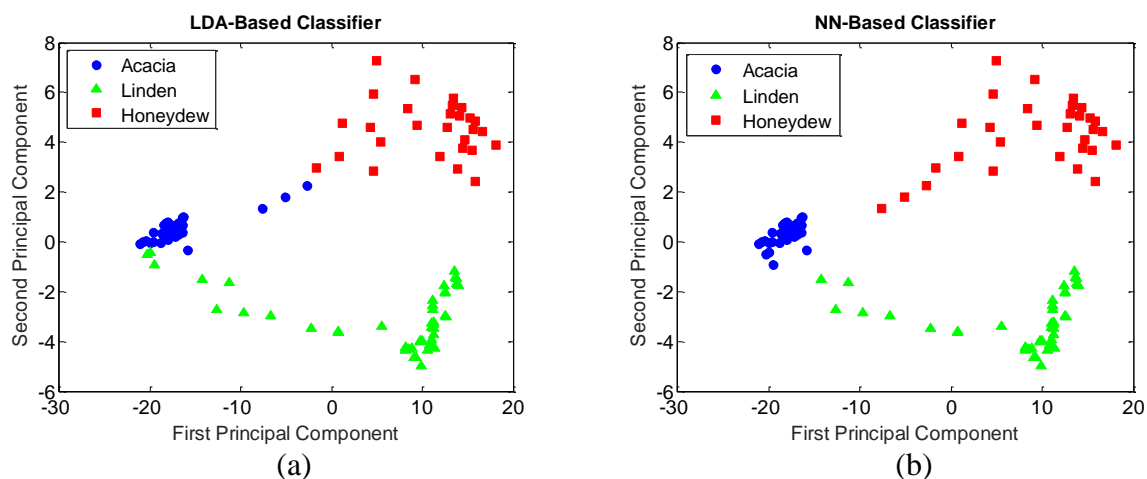 LDA-Based Classifier
8
6
4
2
0
-2
-4
-6
Second Principal Component
Acacia
Linden
Honeydew
-30 -20 -10 0 10 20
First Principal Component
(a)
NN-Based Classifier
8
6
4
2
0
-2
-4
-6
Second Principal Component
Acacia
Linden
Honeydew
-30 -20 -10 0 10 20
First Principal Component
(b)